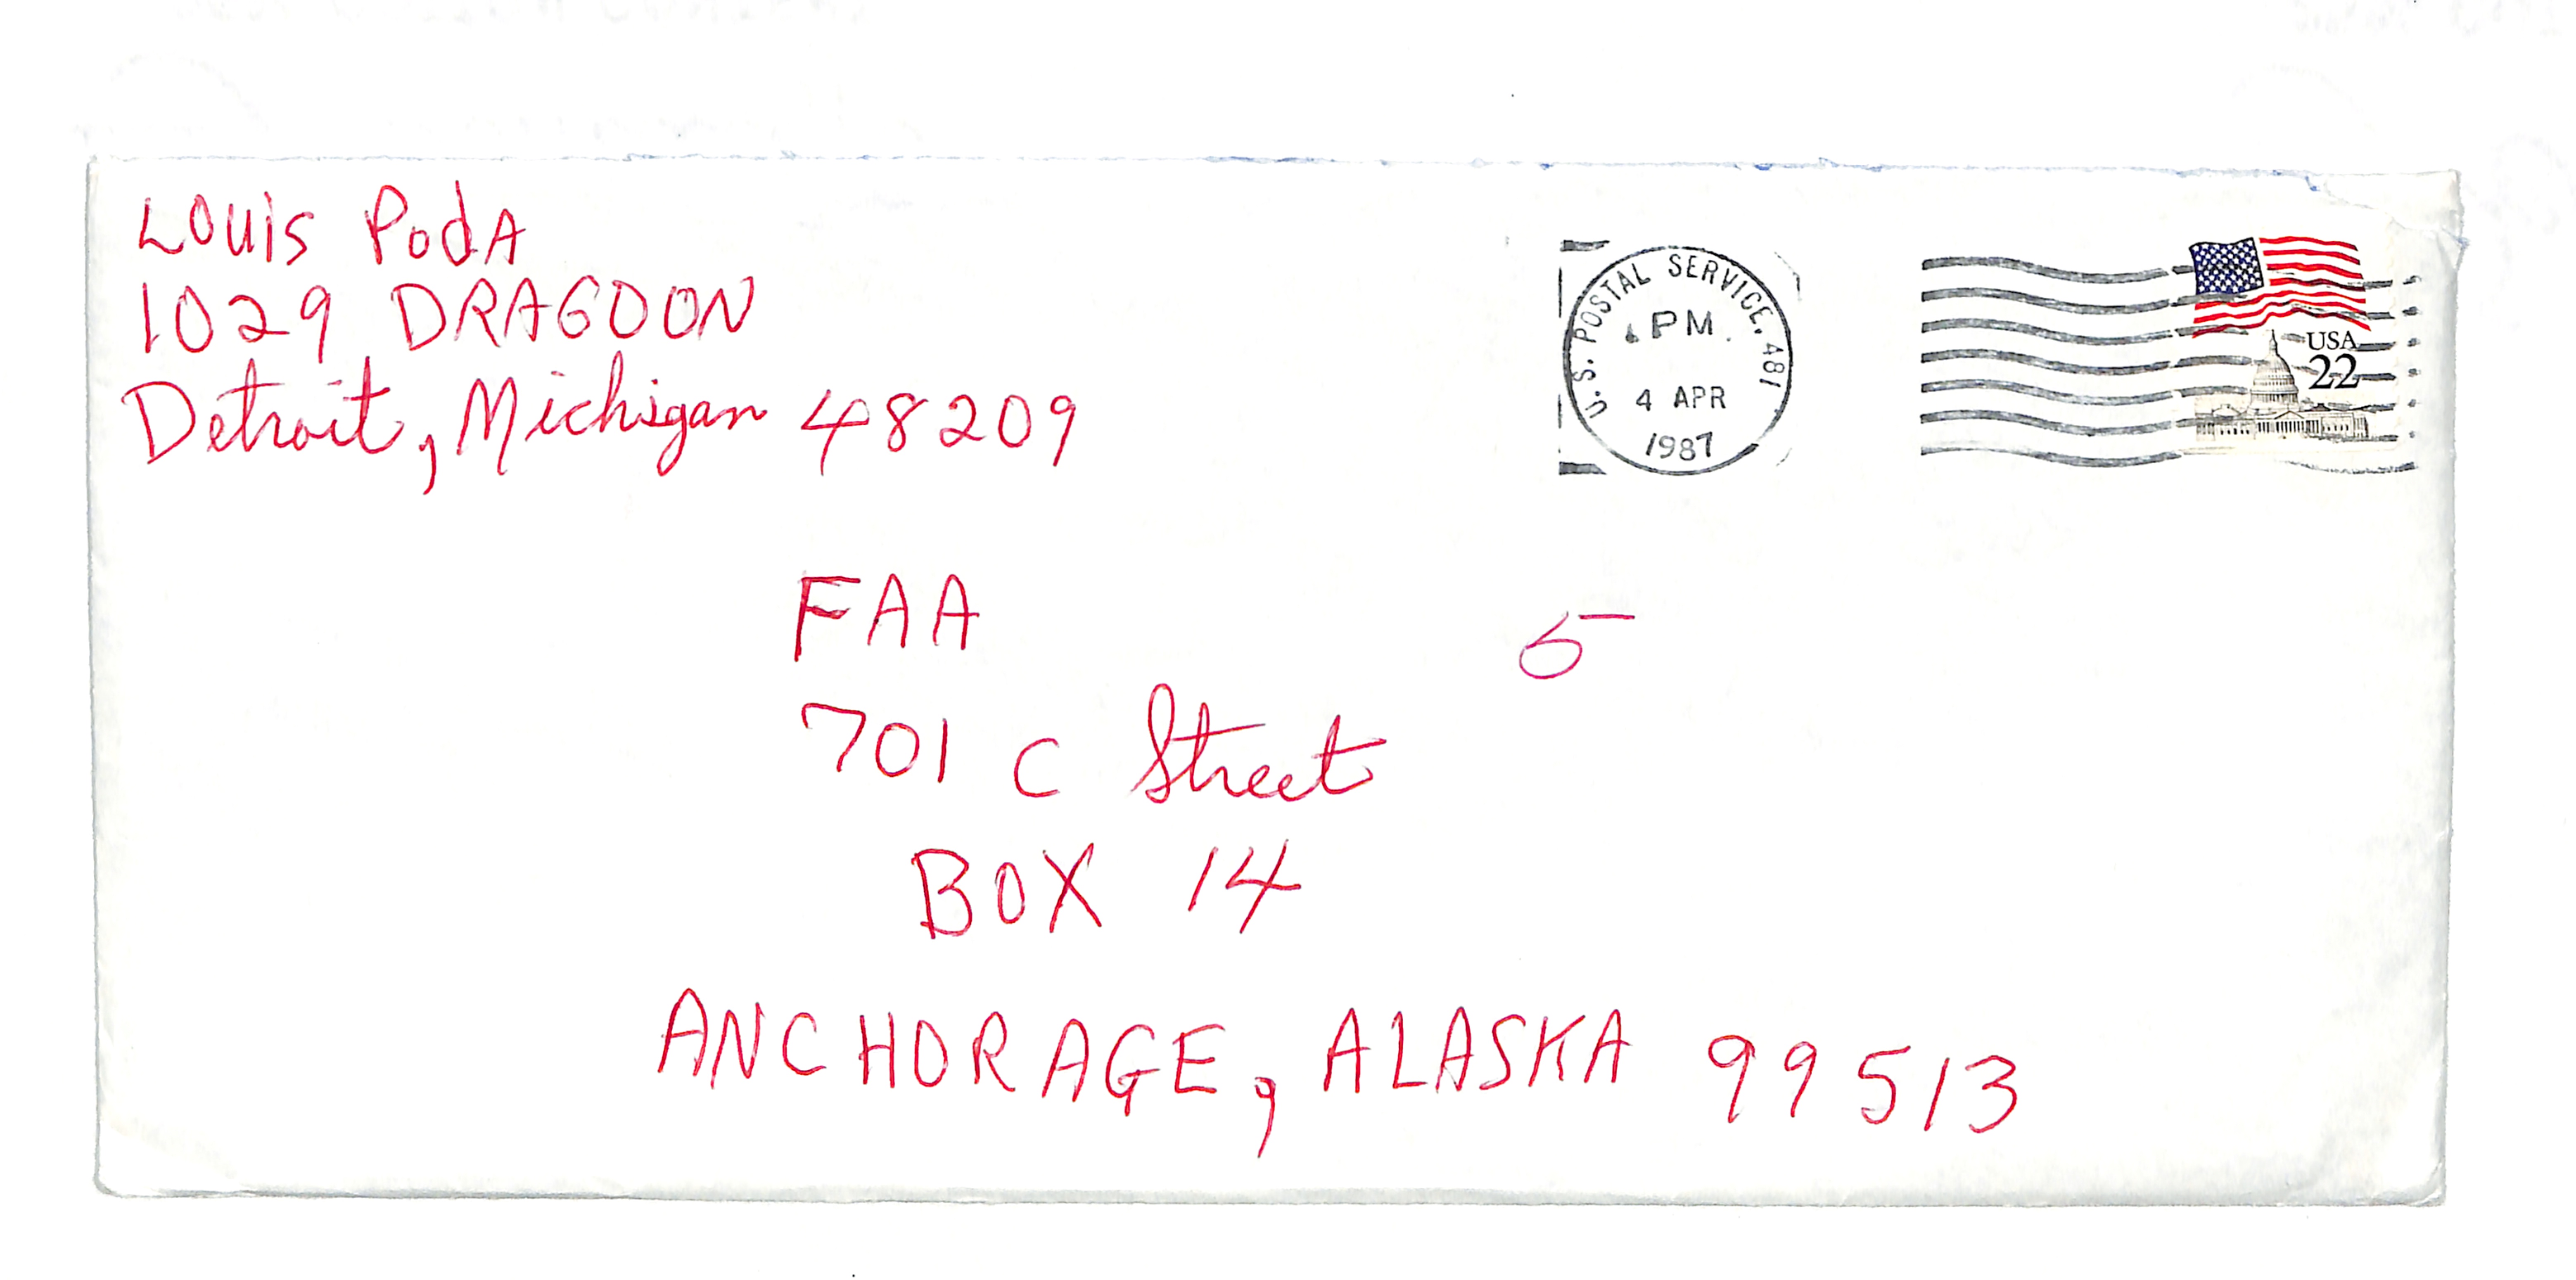 Louis PodA
1029 DRAGOON
Detroit, Michigan 48209
U.S. POSTAL SERVICE, 481
PM
4 APR
1987
USA
22
FAA
5
701 C Street
BOX 14
ANCHORAGE, ALASKA 99513